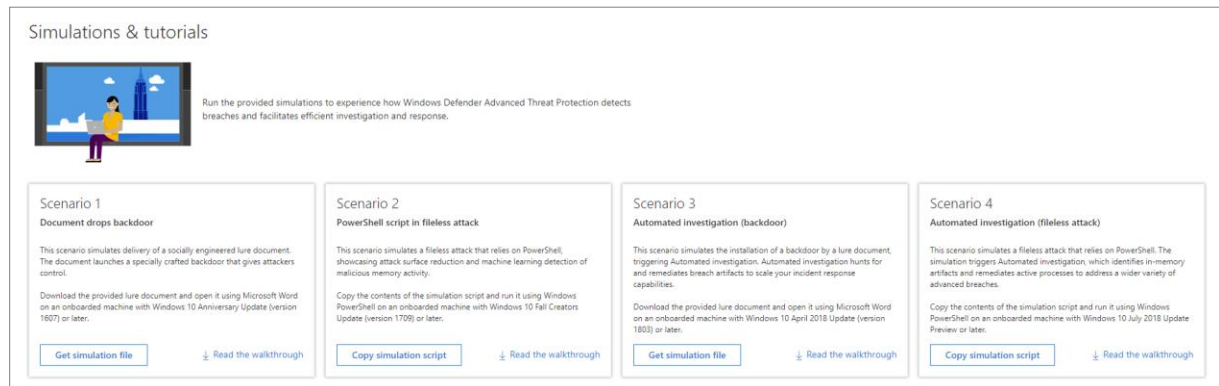 Simulations & tutorials
Run the provided simulations to experience how Windows Defender Advanced Threat Protection detects
breaches and facilitates efficient investigation and response.
Scenario 1
Document drops backdoor
This scenario simulates delivery of a socially engineered lure document.
The document launches a specially crafted backdoor that gives attackers
control.
Download the provided lure document and open it using Microsoft Word
on an onboarded machine with Windows 10 Anniversary Update (version
1607) or later.
Get simulation file
Read the walkthrough
Scenario 2
PowerShell script in fileless attack
This scenario simulates a fileless attack that relies on PowerShell,
showcasing attack surface reduction and machine learning detection of
malicious memory activity.
Copy the contents of the simulation script and run it using Windows
PowerShell on an onboarded machine with Windows 10 Fall Creators
Update (version 1709) or later.
Copy simulation script
Read the walkthrough
Scenario 3
Automated investigation (backdoor)
This scenario simulates the installation of a backdoor by a lure document,
triggering Automated investigation. Automated investigation hunts for
and remediates breach artifacts to scale your incident response
capabilities.
Download the provided lure document and open it using Microsoft Word
on an onboarded machine with Windows 10 April 2018 Update (version
1803) or later.
Get simulation file
Read the walkthrough
Scenario 4
Automated investigation (fileless attack)
This scenario simulates a fileless attack that relies on PowerShell. The
simulation triggers Automated investigation, which identifies in-memory
artifacts and remediates active processes to address a wider variety of
advanced breaches.
Copy the contents of the simulation script and run it using Windows
PowerShell on an onboarded machine with Windows 10 July 2018 Update
Preview or later.
Copy simulation script
Read the walkthrough